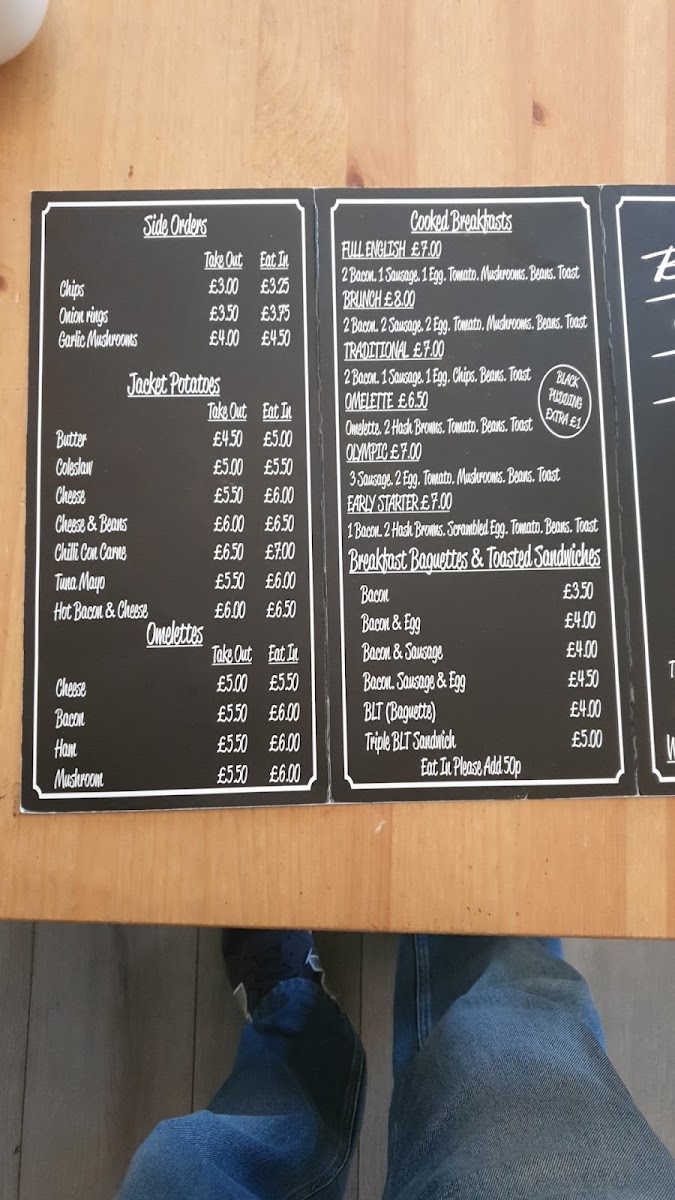 Side Orders
Take Out Eat In
Chips £3.00 £3.25
Onion rings £3.50 £3.75
Garlic Mushrooms £4.00 £4.50
Jacket Potatoes
Take Out Eat In
Butter £4.50 £5.00
Coleslaw £5.00 £5.50
Cheese £5.50 £6.00
Cheese & Beans £6.00 £6.50
Chilli Con Carne £6.50 £7.00
Tuna Mayo £5.50 £6.00
Hot Bacon & Cheese £6.00 £6.50
Omelettes
Take Out Eat In
Cheese £5.00 £5.50
Bacon £5.50 £6.00
Ham £5.50 £6.00
Mushroom £5.50 £6.00
Cooked Breakfasts
FULL ENGLISH £7.00
2 Bacon. 1 Sausage. 1 Egg. Tomato. Mushrooms. Beans. Toast
BRUNCH £8.00
2 Bacon. 2 Sausage. 2 Egg. Tomato. Mushrooms. Beans. Toast
TRADITIONAL £7.00
2 Bacon. 1 Sausage. 1 Egg. Chips. Beans. Toast
OMELETTE £6.50
Omelette. 2 Hash Browns. Tomato. Beans. Toast
OLYMPIC £7.00
3 Sausage. 2 Egg. Tomato. Mushrooms. Beans. Toast
EARLY STARTER £7.00
1 Bacon. 2 Hash Browns. Scrambled Egg. Tomato. Beans. Toast
BLACK
PUDDING
EXTRA £1
Breakfast Baguettes & Toasted Sandwiches
Bacon £3.50
Bacon & Egg £4.00
Bacon & Sausage £4.00
Bacon. Sausage & Egg £4.50
BLT (Baguette) £4.00
Triple BLT Sandwich £5.00
Eat In Please Add 50p